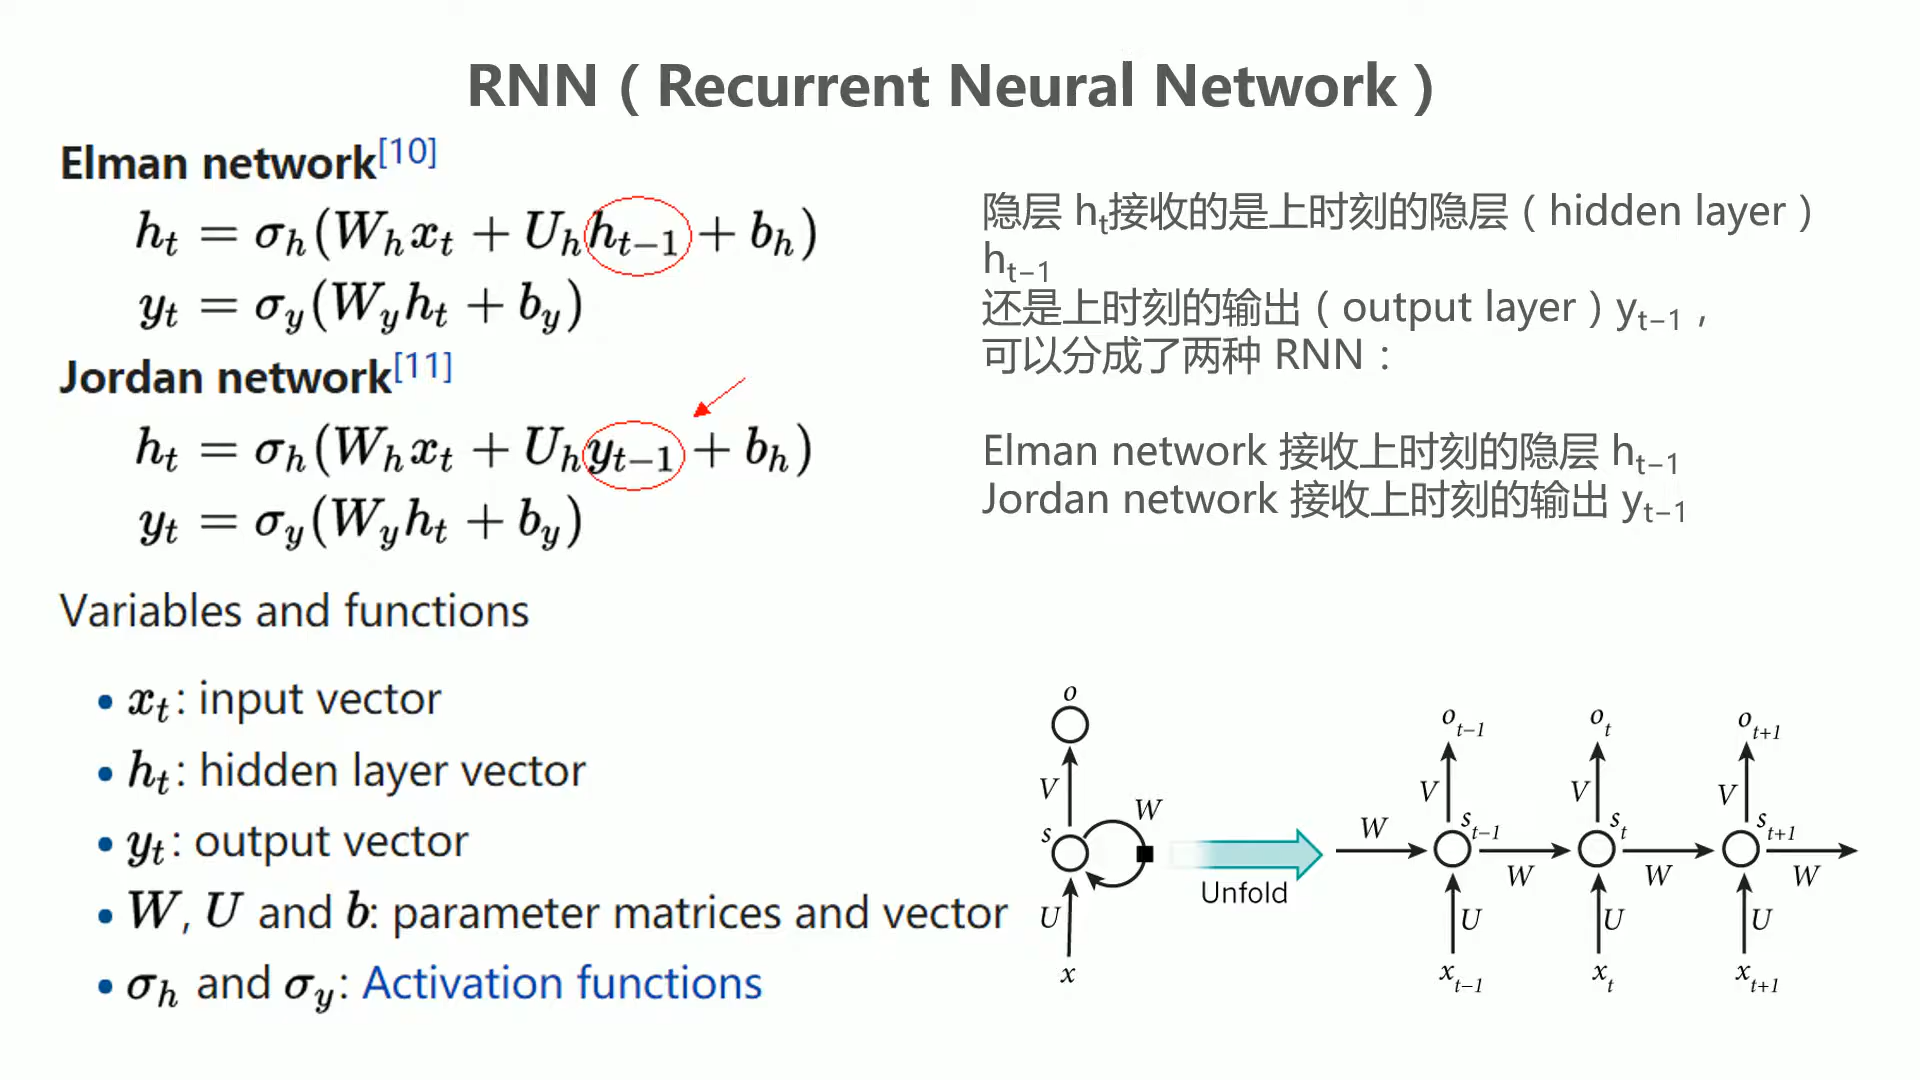 RNN（Recurrent Neural Network）
Elman network[10]
hₜ = σₕ(Wₕxₜ + Uₕhₜ₋₁ + bₕ)
yₜ = σᵧ(Wᵧhₜ + bᵧ)
Jordan network[11]
hₜ = σₕ(Wₕxₜ + Uₕyₜ₋₁ + bₕ)
yₜ = σᵧ(Wᵧhₜ + bᵧ)
Variables and functions
• xₜ: input vector
• hₜ: hidden layer vector
• yₜ: output vector
• W, U and b: parameter matrices and vector
• σₕ and σᵧ: Activation functions
隐层 hₜ接收的是上时刻的隐层（hidden layer）
hₜ₋₁
还是上时刻的输出（output layer）yₜ₋₁，
可以分成了两种 RNN：
Elman network 接收上时刻的隐层 hₜ₋₁
Jordan network 接收上时刻的输出 yₜ₋₁
o
V
s
W
U
x
Unfold
oₜ₋₁ oₜ oₜ₊₁
V V V
W sₜ₋₁ sₜ sₜ₊₁
W W W
U U U
xₜ₋₁ xₜ xₜ₊₁